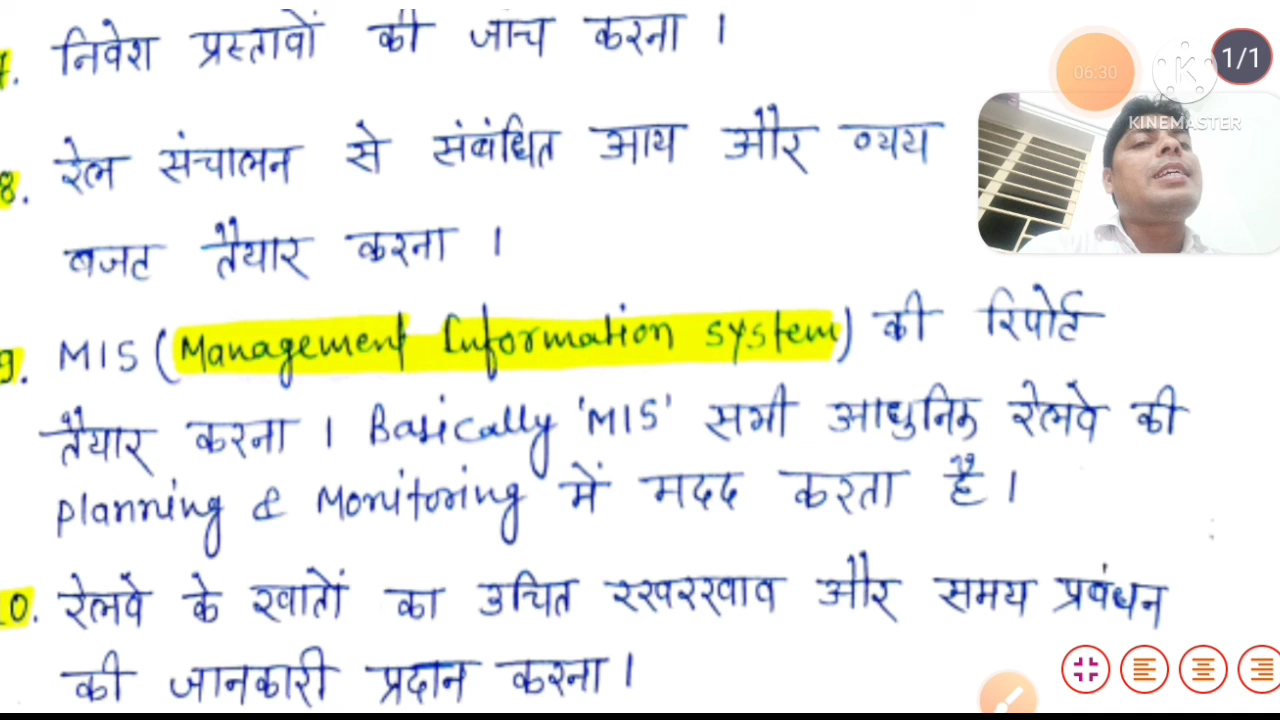 7. निवेश प्रस्तावों की जांच करना ।
06:30
1/1
KINEMASTER
8. रेल संचालन से संबंधित आय और व्यय
बजट तैयार करना ।
9. MIS (Management Information system) की रिपोर्ट
तैयार करना । Basically 'MIS' सभी आधुनिक रेलवे की
Planning & Monitoring में मदद करता है ।
10. रेलवे के खातों का उचित रखरखाव और समय प्रबंधन
की जानकारी प्रदान करना ।